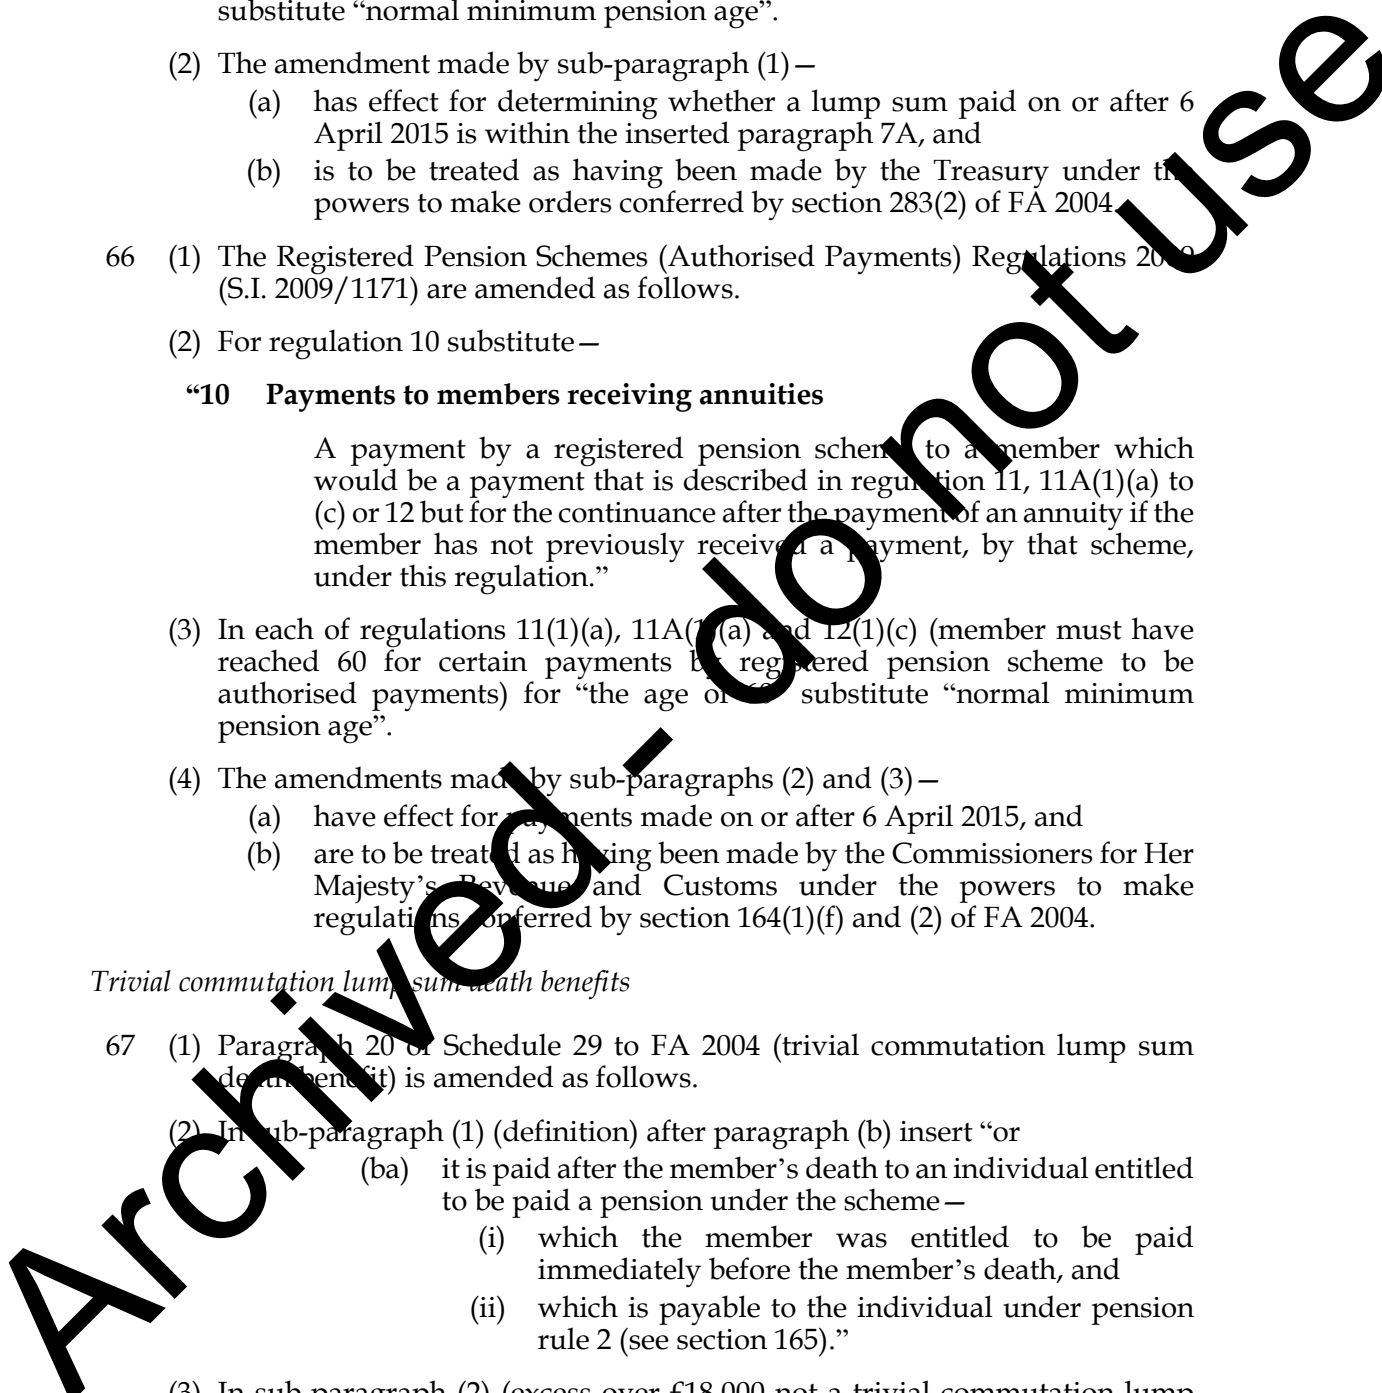 substitute “normal minimum pension age”.
(2) The amendment made by sub-paragraph (1)—
(a) has effect for determining whether a lump sum paid on or after 6
April 2015 is within the inserted paragraph 7A, and
(b) is to be treated as having been made by the Treasury under the
powers to make orders conferred by section 283(2) of FA 2004.
66 (1) The Registered Pension Schemes (Authorised Payments) Regulations 2009
(S.I. 2009/1171) are amended as follows.
(2) For regulation 10 substitute—
“10 Payments to members receiving annuities
A payment by a registered pension scheme to a member which
would be a payment that is described in regulation 11, 11A(1)(a) to
(c) or 12 but for the continuance after the payment of an annuity if the
member has not previously received a payment, by that scheme,
under this regulation.”
(3) In each of regulations 11(1)(a), 11A(1)(a) and 12(1)(c) (member must have
reached 60 for certain payments by registered pension scheme to be
authorised payments) for “the age of 60” substitute “normal minimum
pension age”.
(4) The amendments made by sub-paragraphs (2) and (3)—
(a) have effect for payments made on or after 6 April 2015, and
(b) are to be treated as having been made by the Commissioners for Her
Majesty’s Revenue and Customs under the powers to make
regulations conferred by section 164(1)(f) and (2) of FA 2004.
Trivial commutation lump sum death benefits
67 (1) Paragraph 20 of Schedule 29 to FA 2004 (trivial commutation lump sum
death benefit) is amended as follows.
(2) In sub-paragraph (1) (definition) after paragraph (b) insert “or
(ba) it is paid after the member’s death to an individual entitled
to be paid a pension under the scheme—
(i) which the member was entitled to be paid
immediately before the member’s death, and
(ii) which is payable to the individual under pension
rule 2 (see section 165).”
(3) In sub-paragraph (2) (excess over £18,000 not a trivial commutation lump
Archived - do not use